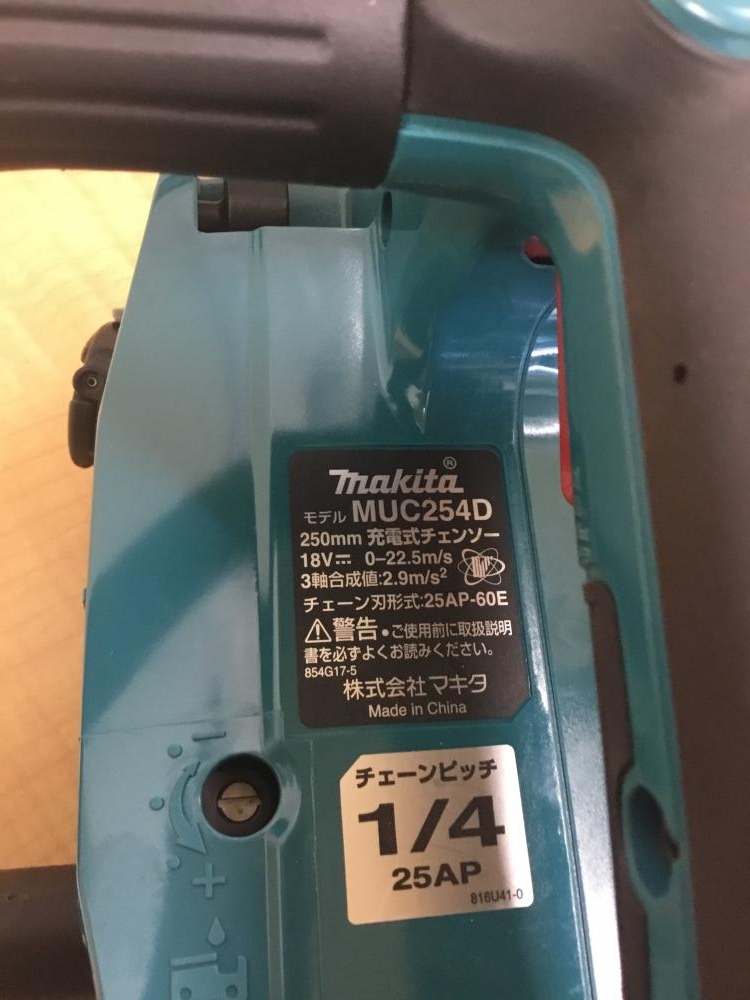 makita®
モデル MUC254D
250mm 充電式チェンソー
18V⎓ 0–22.5m/s
3軸合成値:2.9m/s²
チェーン刃形式:25AP-60E
⚠警告 •ご使用前に取扱説明
書を必ずよくお読みください。
854G17-5
株式会社マキタ
Made in China
チェーンピッチ
1/4
25AP
816U41-0